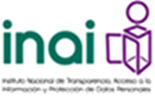 inai
Instituto Nacional de Transparencia, Acceso a la
Información y Protección de Datos Personales